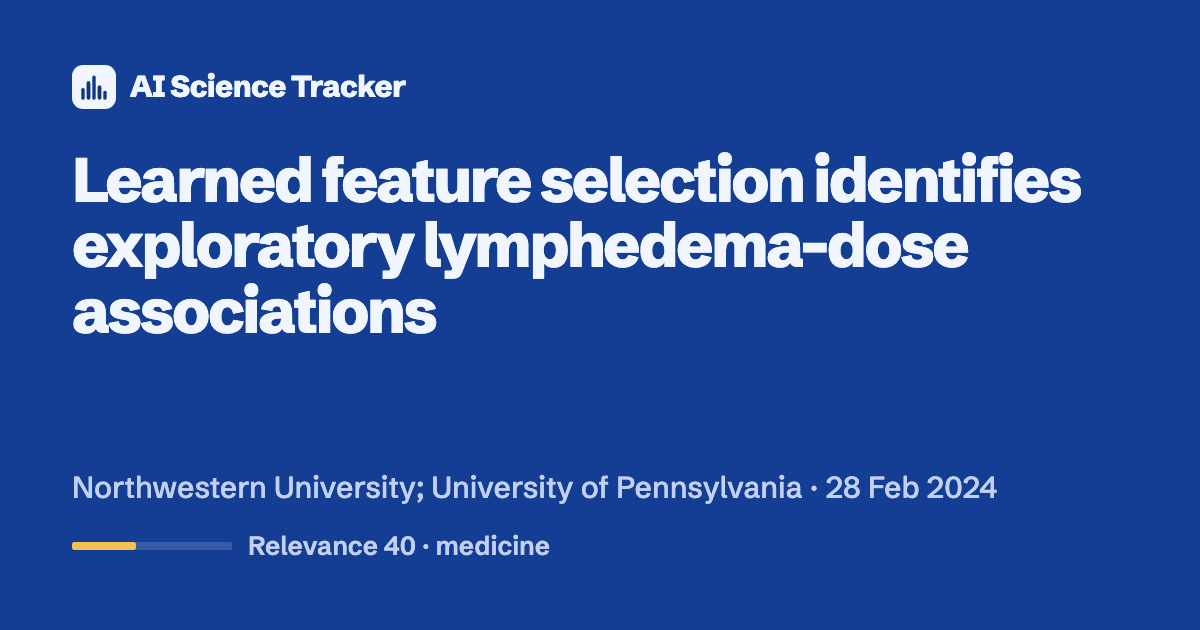 AI Science Tracker
Learned feature selection identifies
exploratory lymphedema-dose
associations
Northwestern University; University of Pennsylvania · 28 Feb 2024
Relevance 40 · medicine